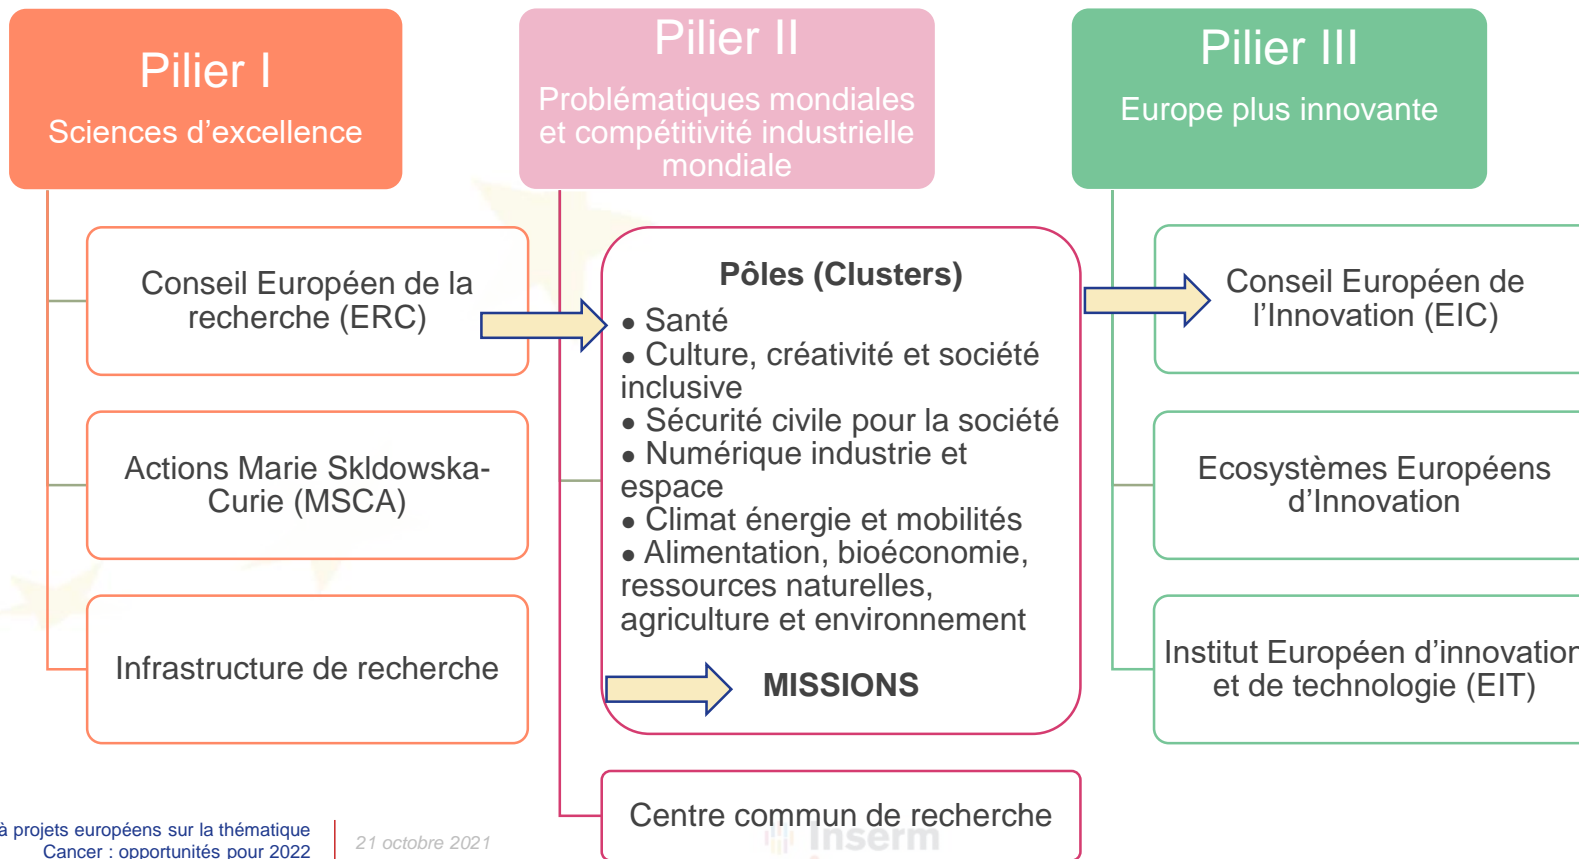 Pilier I
Sciences d'excellence
Conseil Européen de la
recherche (ERC)
Actions Marie Skldowska-
Curie (MSCA)
Infrastructure de recherche
Pilier II
Problématiques mondiales
et compétitivité industrielle
mondiale
Pôles (Clusters)
● Santé
● Culture, créativité et société
inclusive
● Sécurité civile pour la société
● Numérique industrie et
espace
● Climat énergie et mobilités
● Alimentation, bioéconomie,
ressources naturelles,
agriculture et environnement
MISSIONS
Centre commun de recherche
Pilier III
Europe plus innovante
Conseil Européen de
l'Innovation (EIC)
Ecosystèmes Européens
d'Innovation
Institut Européen d'innovation
et de technologie (EIT)
à projets européens sur la thématique
Cancer : opportunités pour 2022
21 octobre 2021
Inserm